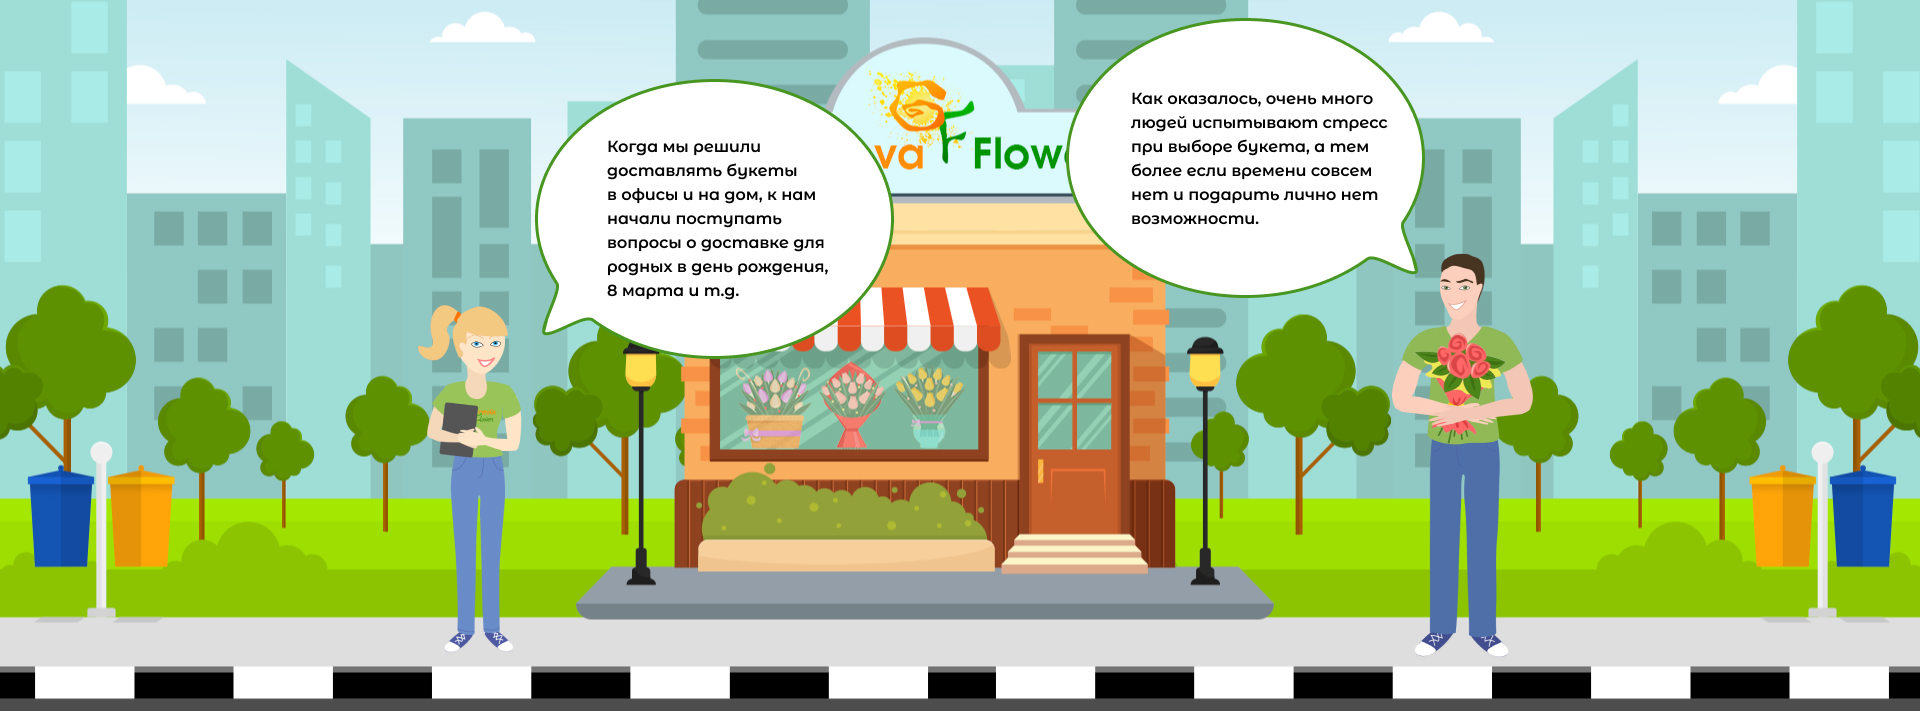 Когда мы решили
доставлять букеты
в офисы и на дом, к нам
начали поступать
вопросы о доставке для
родных в день рождения,
8 марта и т.д.
Как оказалось, очень много
людей испытывают стресс
при выборе букета, а тем
более если времени совсем
нет и подарить лично нет
возможности.
va Flow